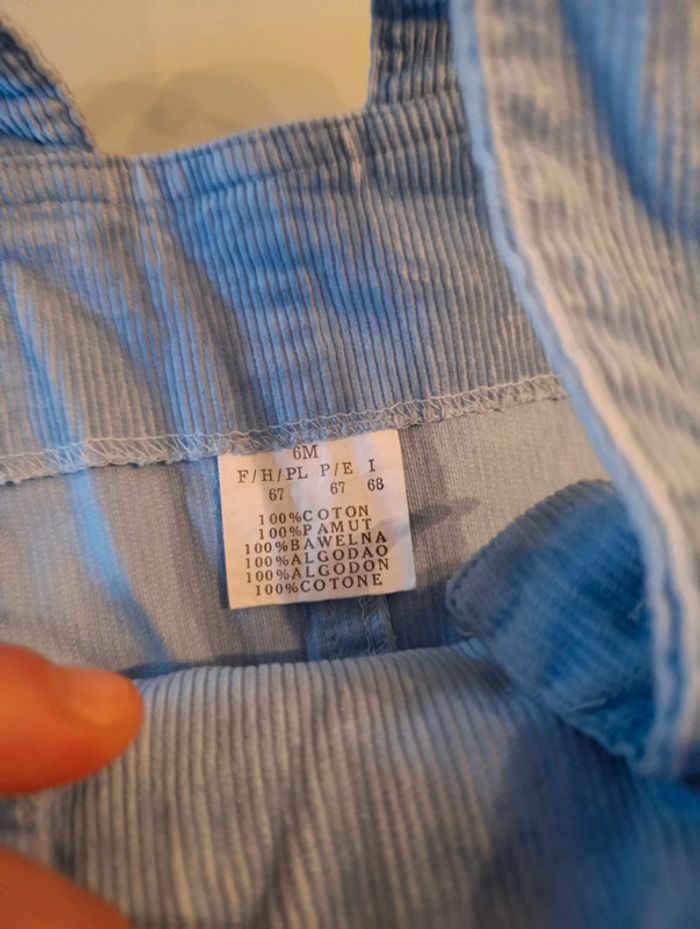 6M
F/H/PL P/E I
67 67 68
100%COTON
100%PAMUT
100%BAWELNA
100%ALGODAO
100%ALGODON
100%COTONE